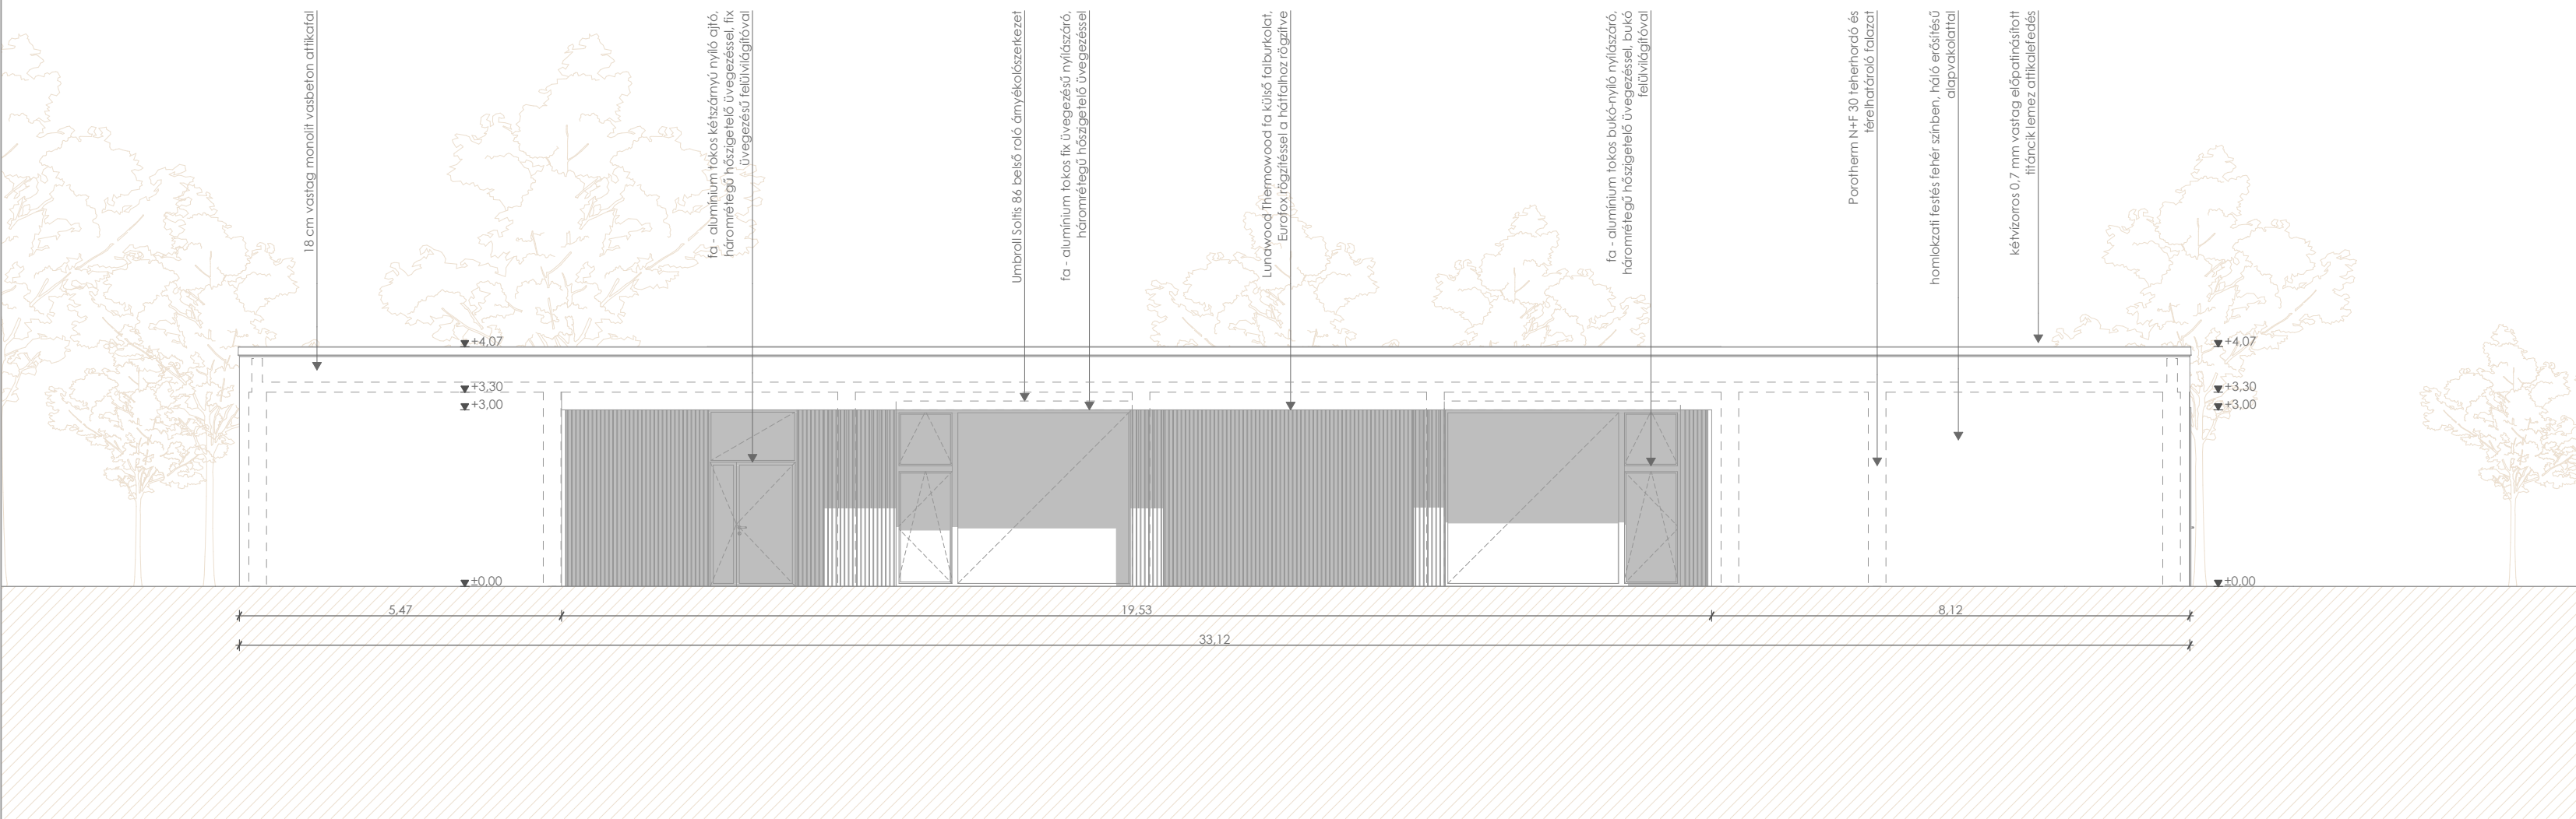 18 cm vastag monolit vasbeton attikafal
fa - alumínium tokos kétszárnyú nyíló ajtó,
háromrétegű hőszigetelő üvegezéssel, fix
üvegezésű felülvilágítóval
Umbroll Soltis 86 belső roló árnyékolószerkezet
fa - alumínium tokos fix üvegezésű nyílászáró,
háromrétegű hőszigetelő üvegezéssel
Lunawood Thermowood fa külső falburkolat,
Eurofox rögzítéssel a hátfalhoz rögzítve
fa - alumínium tokos bukó-nyíló nyílászáró,
háromrétegű hőszigetelő üvegezéssel, bukó
felülvilágítóval
Porotherm N+F 30 teherhordó és
térelhatároló falazat
homlokzati festés fehér színben, háló erősítésű
alapvakolattal
kétvízorros 0,7 mm vastag előpatinásított
titáncink lemez attikalefedés
+4,07
+4,07
+3,30
+3,30
+3,00
+3,00
±0,00
±0,00
5,47
19,53
8,12
33,12